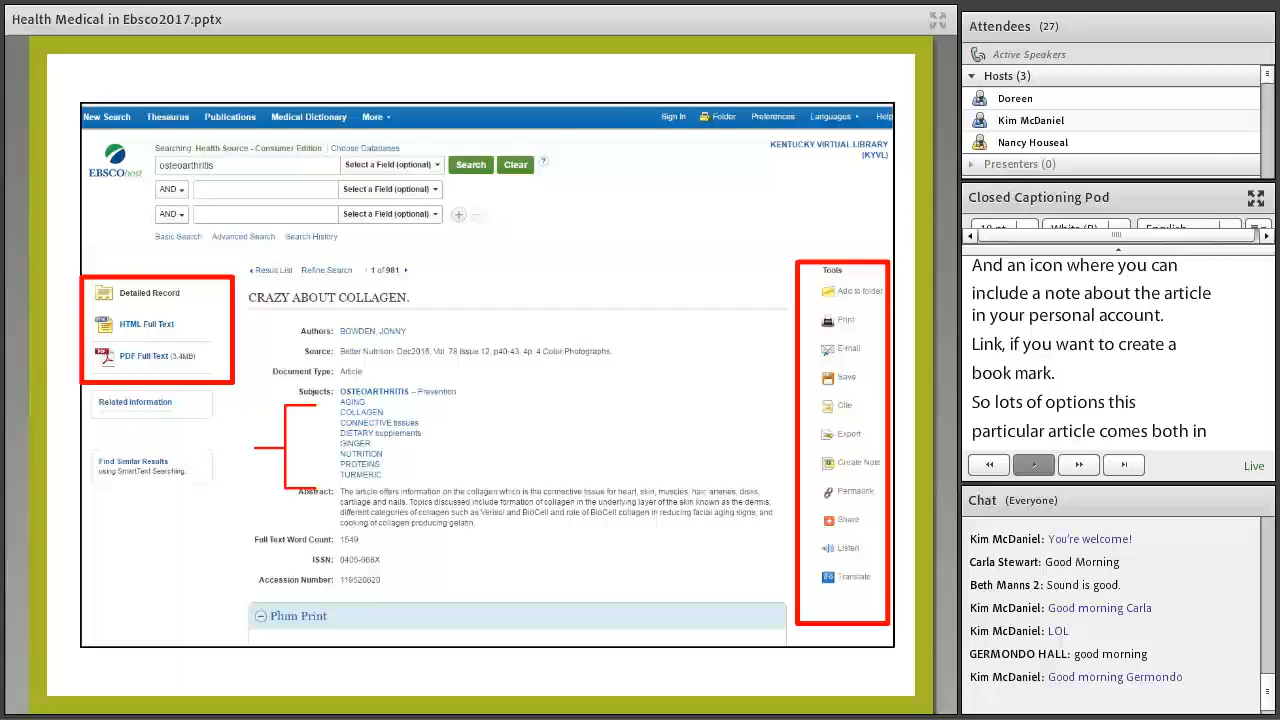 Health Medical in Ebsco2017.pptx
New Search Thesaurus Publications Medical Dictionary More Sign In Folder Preferences Languages Help
Searching: Health Source - Consumer Edition | Choose Databases
KENTUCKY VIRTUAL LIBRARY
(KYVL)
EBSCOhost
osteoarthritis Select a Field (optional) Search Clear ?
AND Select a Field (optional)
AND Select a Field (optional)
Basic Search Advanced Search Search History
Detailed Record
HTML Full Text
PDF Full Text (3.4MB)
Related Information
Find Similar Results
using SmartText Searching.
Result List Refine Search 1 of 981
CRAZY ABOUT COLLAGEN.
Authors: BOWDEN, JONNY
Source: Better Nutrition. Dec2016, Vol. 78 Issue 12, p40-43. 4p. 4 Color Photographs.
Document Type: Article
Subjects: OSTEOARTHRITIS -- Prevention
AGING
COLLAGEN
CONNECTIVE tissues
DIETARY supplements
GINGER
NUTRITION
PROTEINS
TURMERIC
Abstract: The article offers information on the collagen which is the connective tissue for heart, skin, muscles, hair, arteries, disks,
cartilage and nails. Topics discussed include formation of collagen in the underlying layer of the skin known as the dermis;
different categories of collagen such as Verisol and BioCell and role of BioCell collagen in reducing facial aging signs; and
cooking of collagen producing gelatin.
Full Text Word Count: 1549
ISSN: 0405-668X
Accession Number: 119528620
Plum Print
Tools
Add to folder
Print
E-mail
Save
Cite
Export
Create Note
Permalink
Share
Listen
Translate
Attendees (27)
Active Speakers
Hosts (3)
Doreen
Kim McDaniel
Nancy Houseal
Presenters (0)
Closed Captioning Pod
And an icon where you can
include a note about the article
in your personal account.
Link, if you want to create a
book mark.
So lots of options this
particular article comes both in
Live
Chat (Everyone)
Kim McDaniel: You're welcome!
Carla Stewart: Good Morning
Beth Manns 2: Sound is good.
Kim McDaniel: Good morning Carla
Kim McDaniel: LOL
GERMONDO HALL: good morning
Kim McDaniel: Good morning Germondo